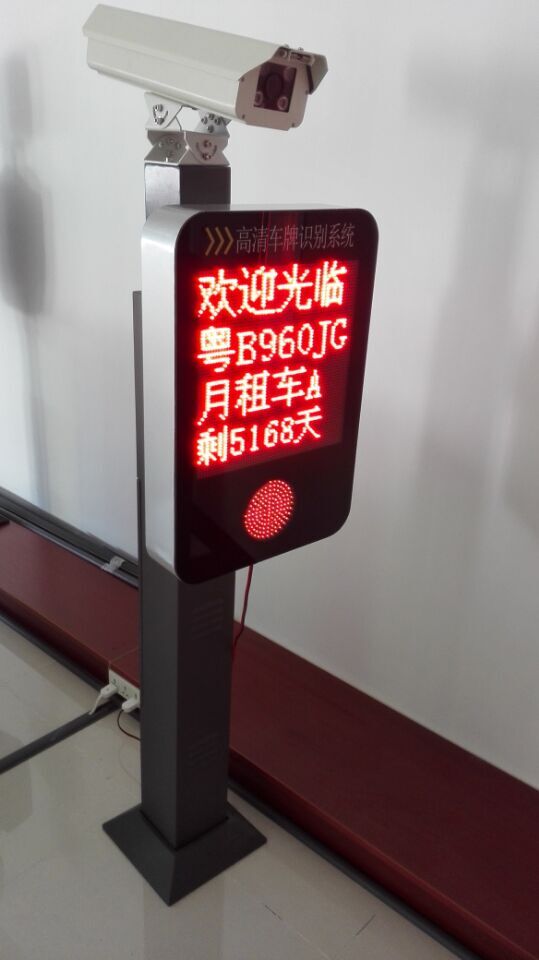 》高清车牌识别系统
欢迎光临
粤B960JG
月租车A
剩5168天